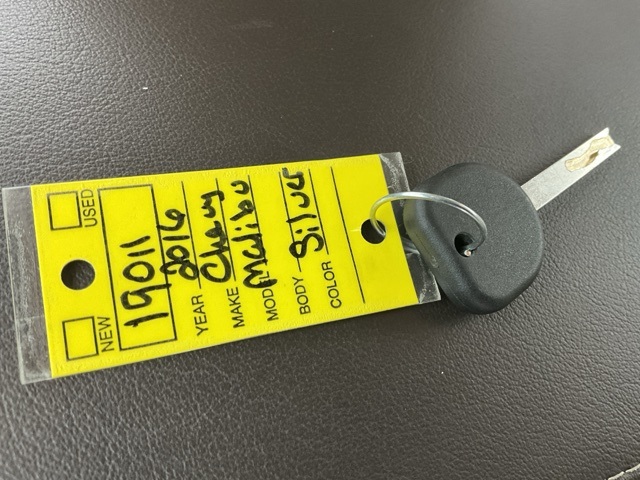 NEW USED
19011
YEAR 2016
MAKE Chevy
MODEL Malibu
BODY Silver
COLOR